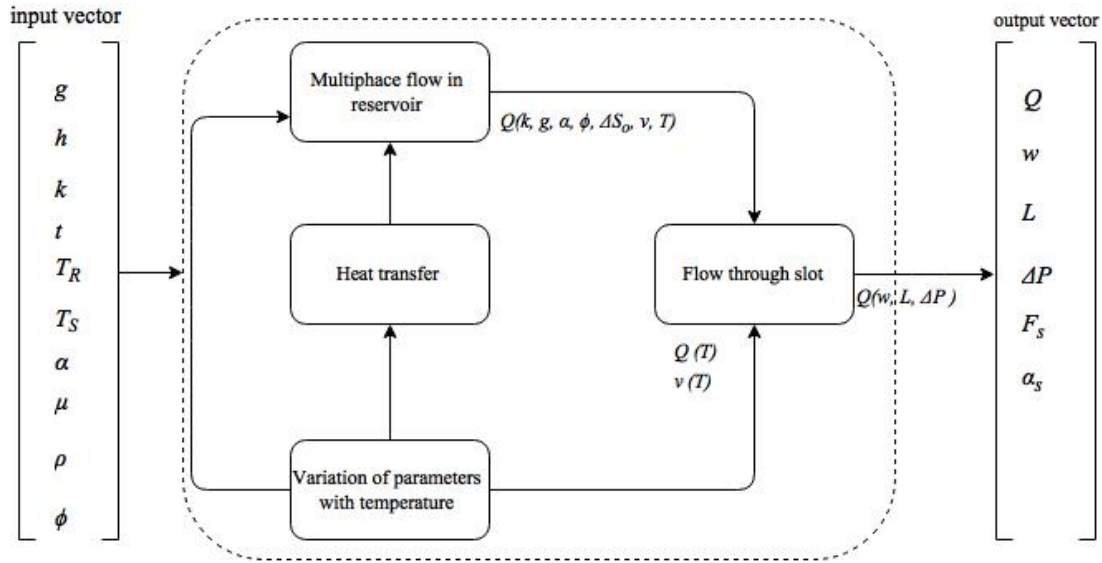 input vector
g
h
k
t
T_R
T_S
α
μ
ρ
ϕ
Multiphace flow in
reservoir
Q(k, g, α, ϕ, ΔS_o, v, T)
Heat transfer
Variation of parameters
with temperature
Flow through slot
Q (T)
v (T)
Q(w, L, ΔP )
output vector
Q
w
L
ΔP
F_s
α_s